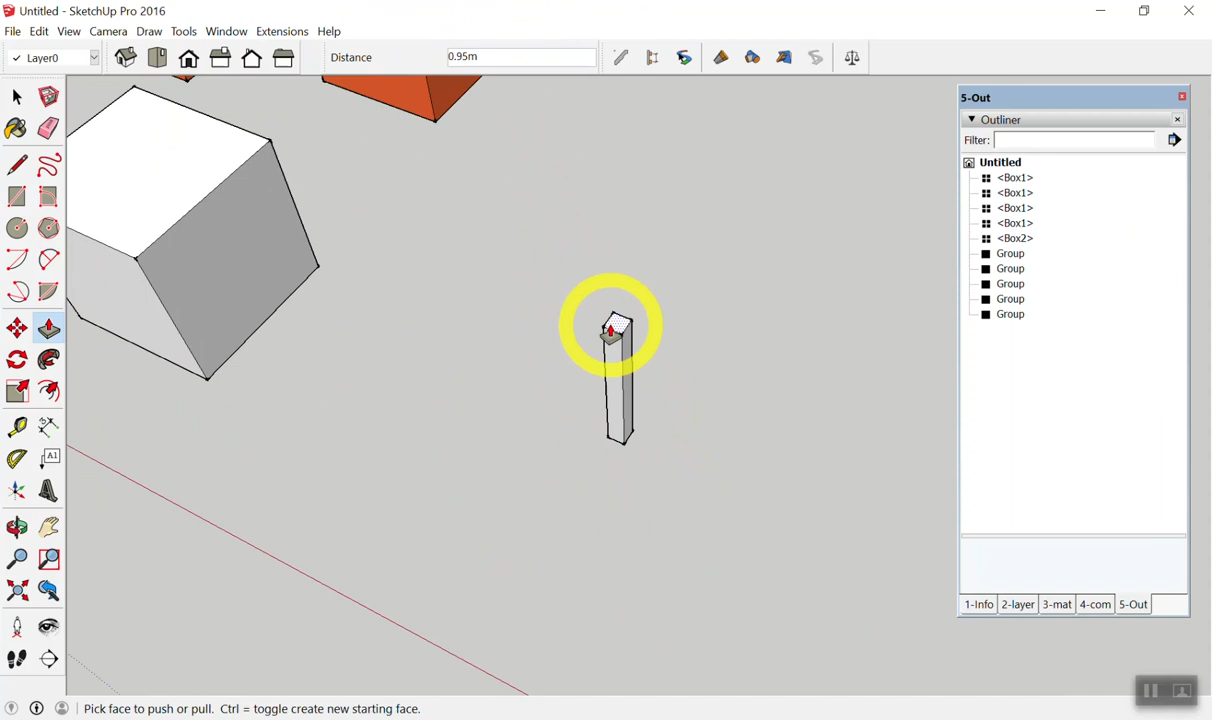 Untitled - SketchUp Pro 2016
File Edit View Camera Draw Tools Window Extensions Help
Layer0
Distance
0.95m
5-Out
Outliner
Filter:
Untitled
<Box1>
<Box1>
<Box1>
<Box1>
<Box2>
Group
Group
Group
Group
Group
A1
1-Info 2-layer 3-mat 4-com 5-Out
Pick face to push or pull. Ctrl = toggle create new starting face.